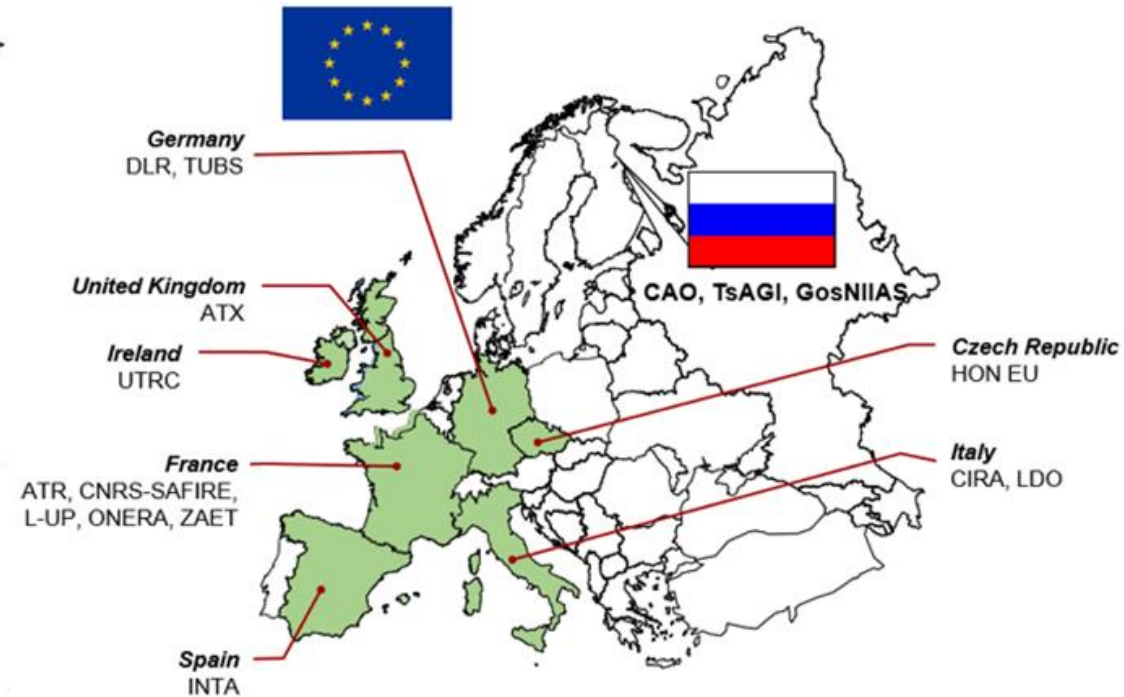 Germany
DLR, TUBS
United Kingdom
ATX
Ireland
UTRC
France
ATR, CNRS-SAFIRE,
L-UP, ONERA, ZAET
Spain
INTA
CAO, TsAGI, GosNIIAS
Czech Republic
HON EU
Italy
CIRA, LDO